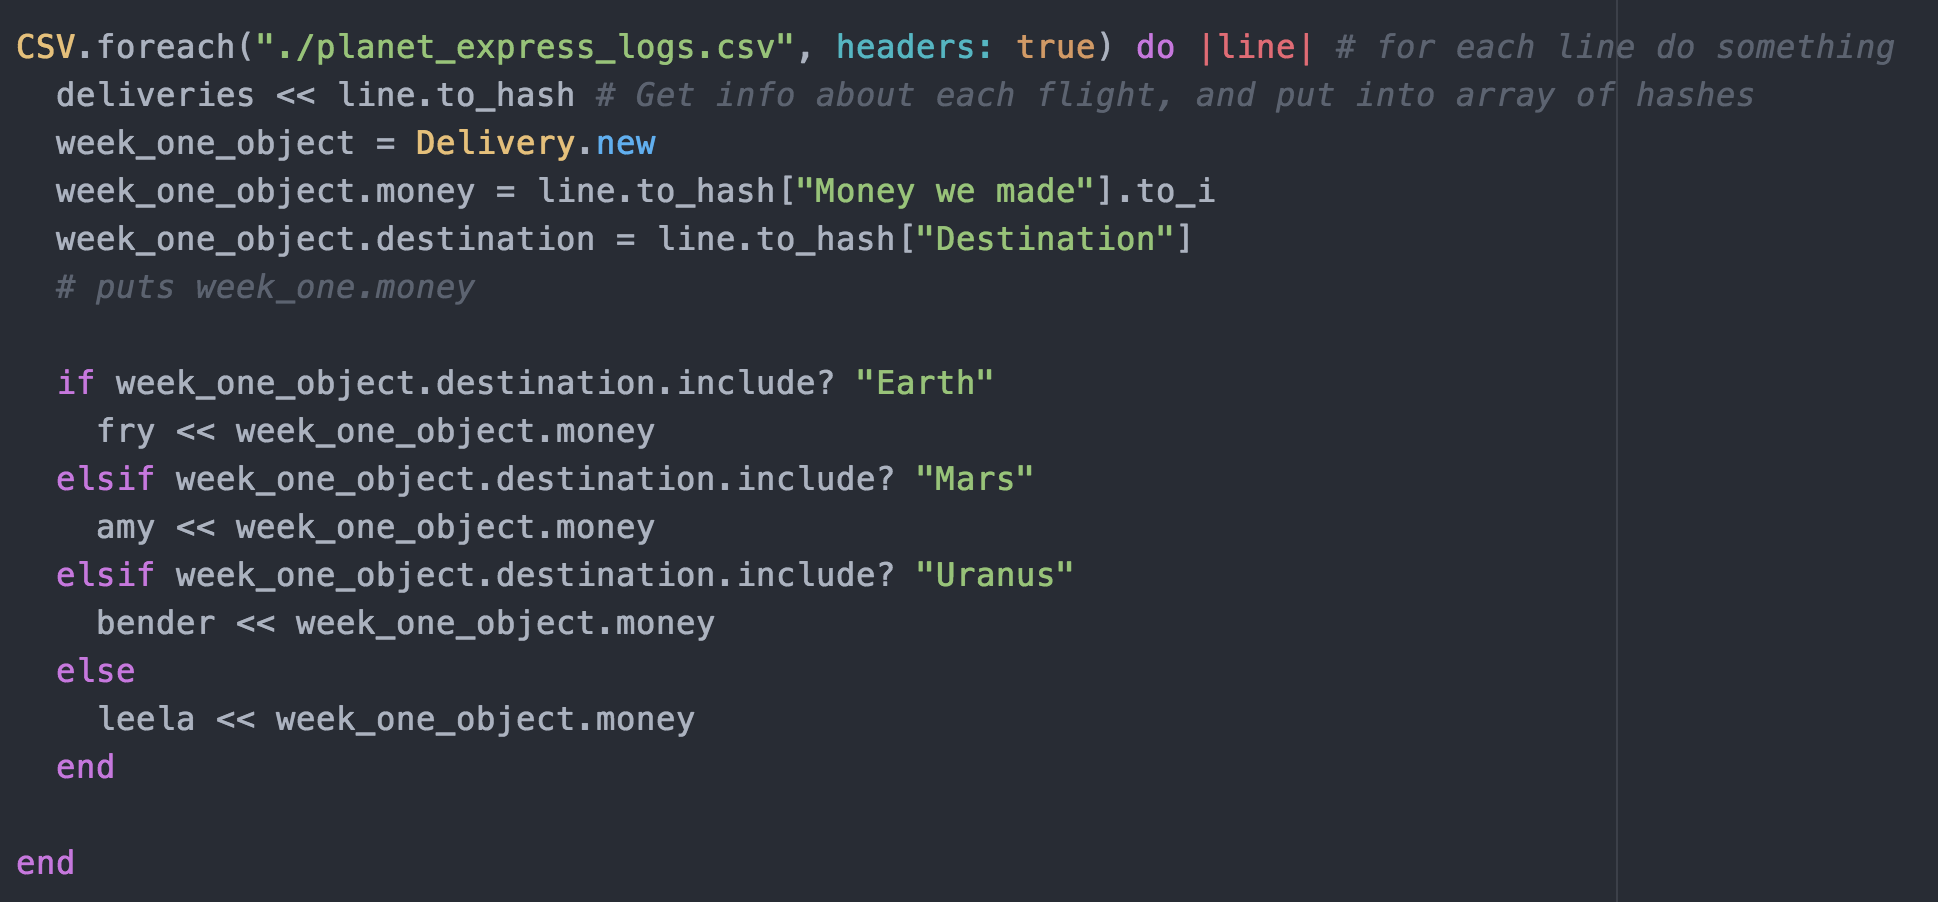 CSV.foreach("./planet_express_logs.csv", headers: true) do |line| # for each line do something
  deliveries << line.to_hash # Get info about each flight, and put into array of hashes
  week_one_object = Delivery.new
  week_one_object.money = line.to_hash["Money we made"].to_i
  week_one_object.destination = line.to_hash["Destination"]
  # puts week_one.money

  if week_one_object.destination.include? "Earth"
    fry << week_one_object.money
  elsif week_one_object.destination.include? "Mars"
    amy << week_one_object.money
  elsif week_one_object.destination.include? "Uranus"
    bender << week_one_object.money
  else
    leela << week_one_object.money
  end

end